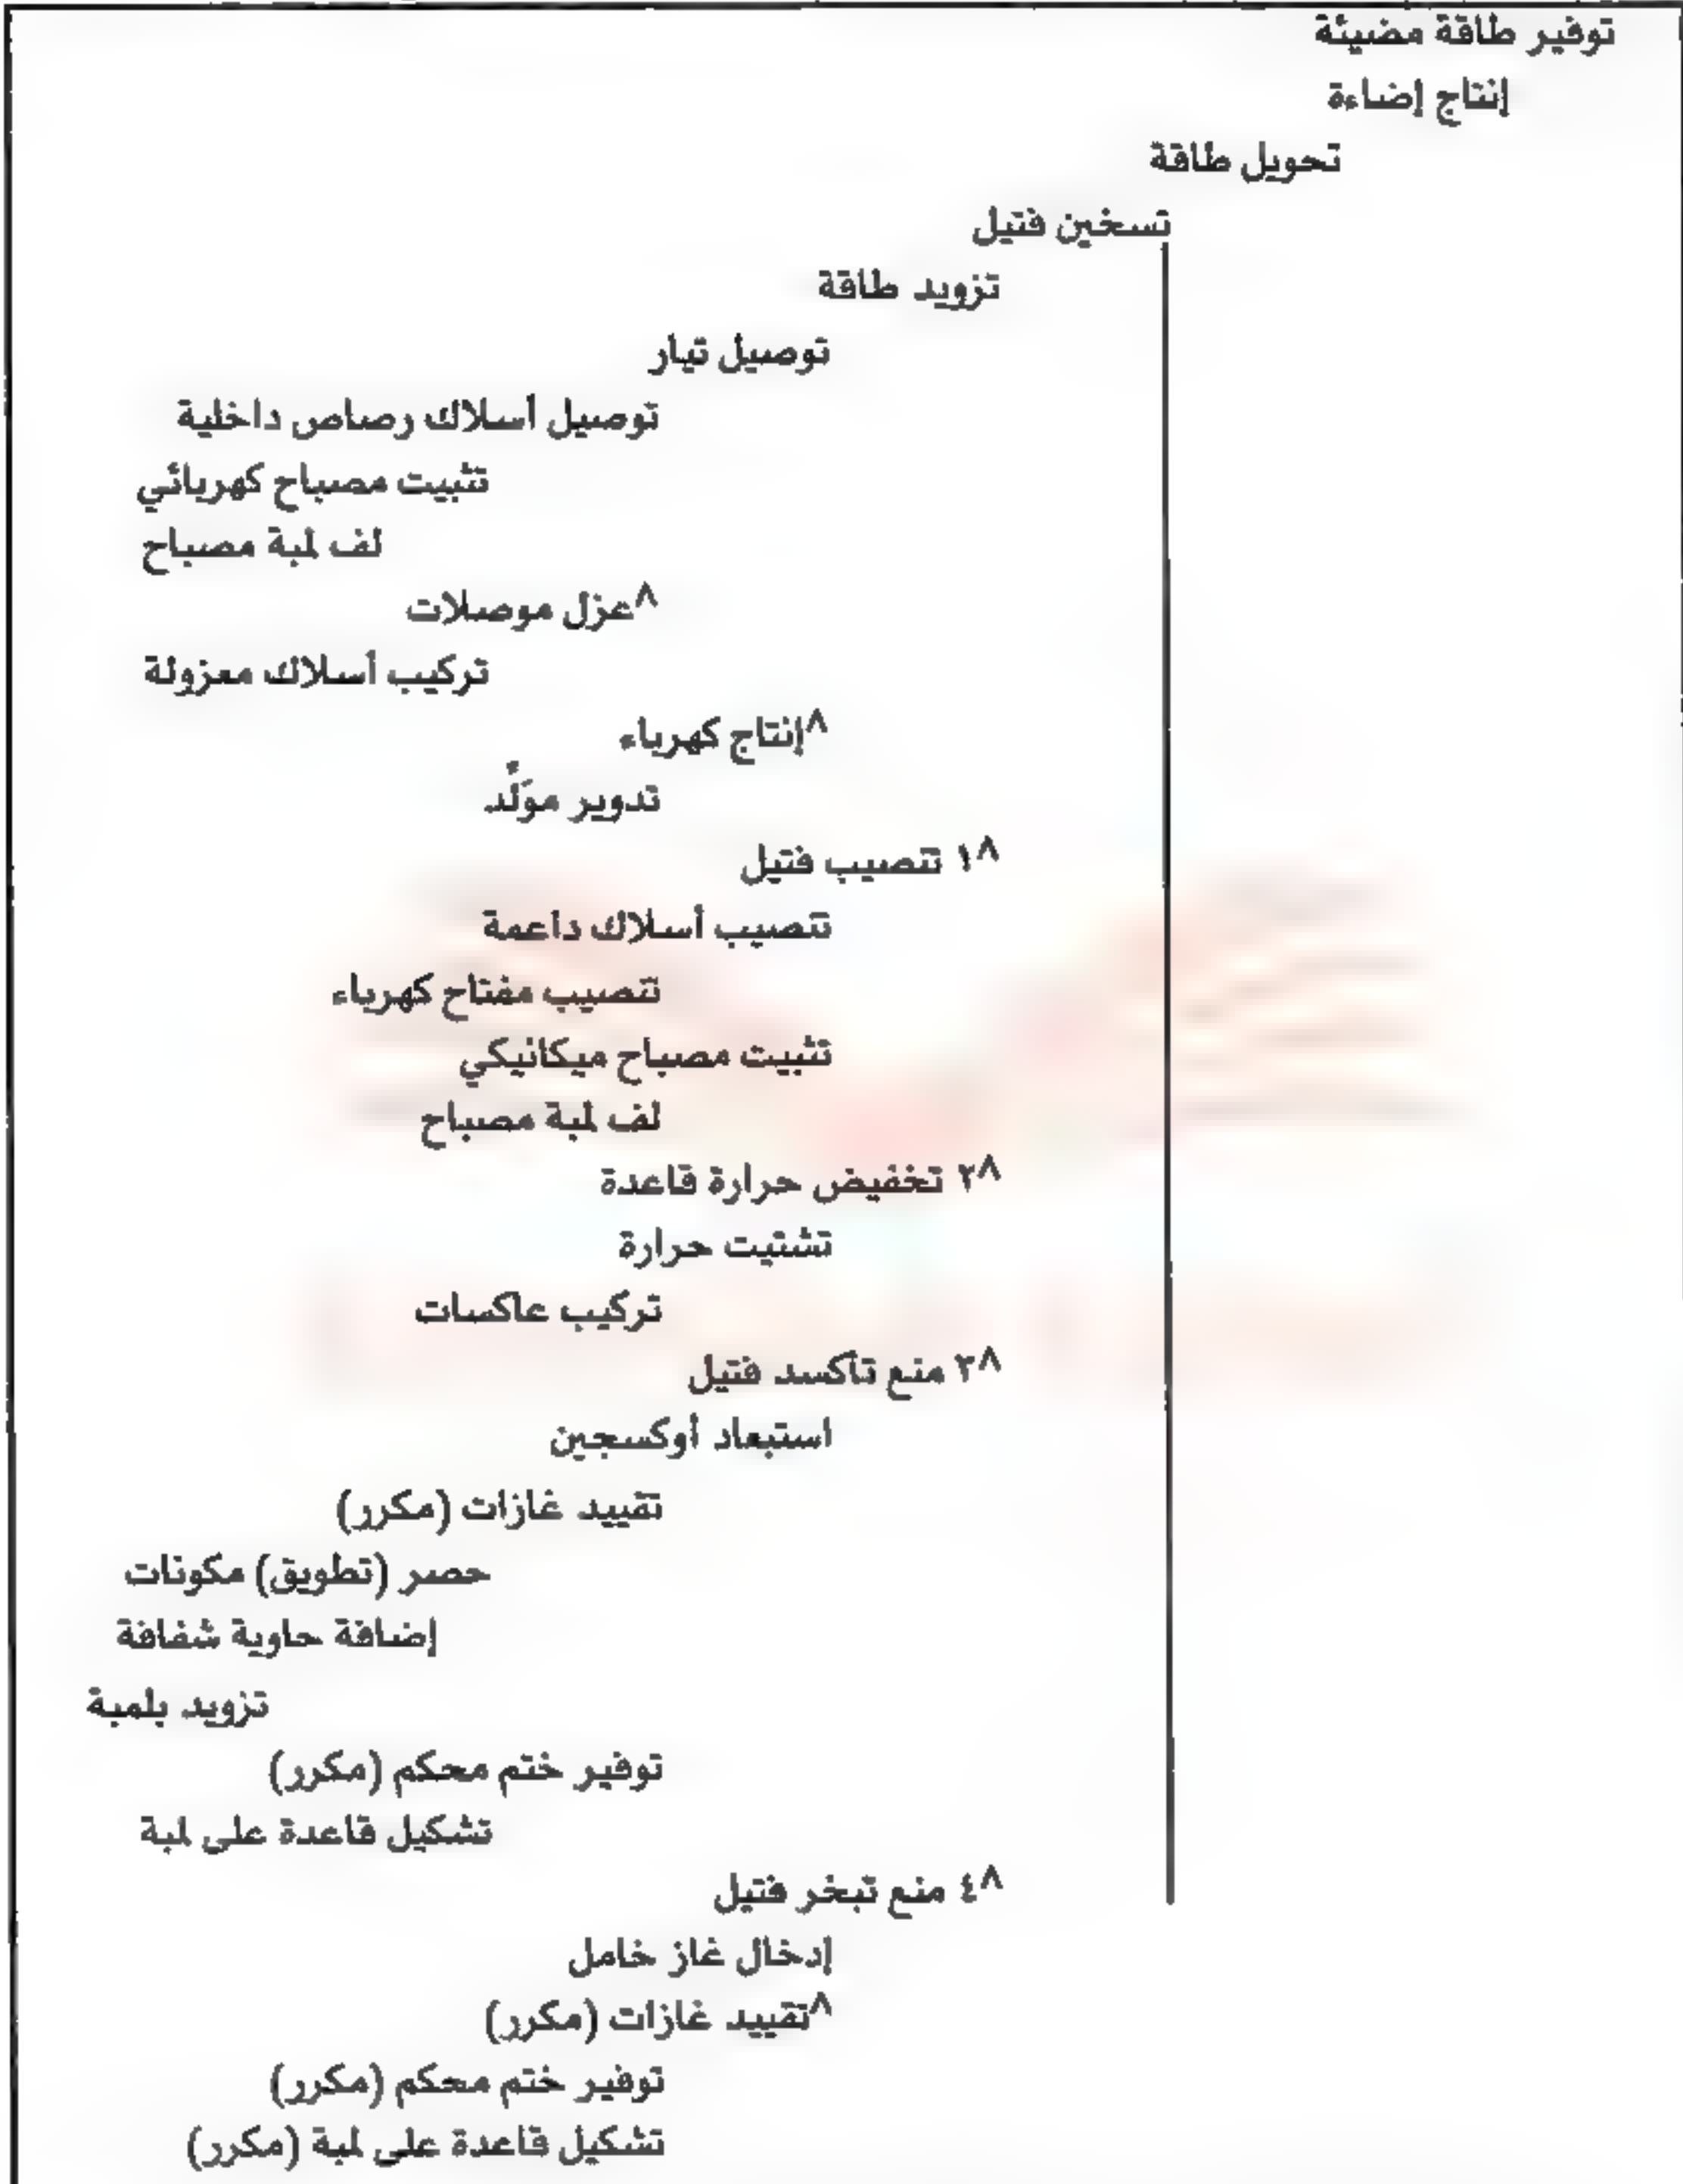 توفير طاقة مضيئة
إنتاج إضاءة
تحويل طاقة
تسخين فتيل
تزويد طاقة
توصيل تيار
توصيل أسلاك رصاص داخلية
تثبيت مصباح كهربائي
لف لمبة مصباح
^عزل موصلات
تركيب أسلاك معزولة
^إنتاج كهرباء
تدوير مولّد
^١ تنصيب فتيل
تنصيب أسلاك داعمة
تنصيب مفتاح كهرباء
تثبيت مصباح ميكانيكي
لف لمبة مصباح
^٢ تخفيض حرارة قاعدة
تشتيت حرارة
تركيب عاكسات
^٣ منع تأكسد فتيل
استبعاد أوكسجين
تقييد غازات (مكرر)
حصر (تطويق) مكونات
إضافة حاوية شفافة
تزويد بلمبة
توفير ختم محكم (مكرر)
تشكيل قاعدة على لمبة
^٤ منع تبخر فتيل
إدخال غاز خامل
^تقييد غازات (مكرر)
توفير ختم محكم (مكرر)
تشكيل قاعدة على لمبة (مكرر)